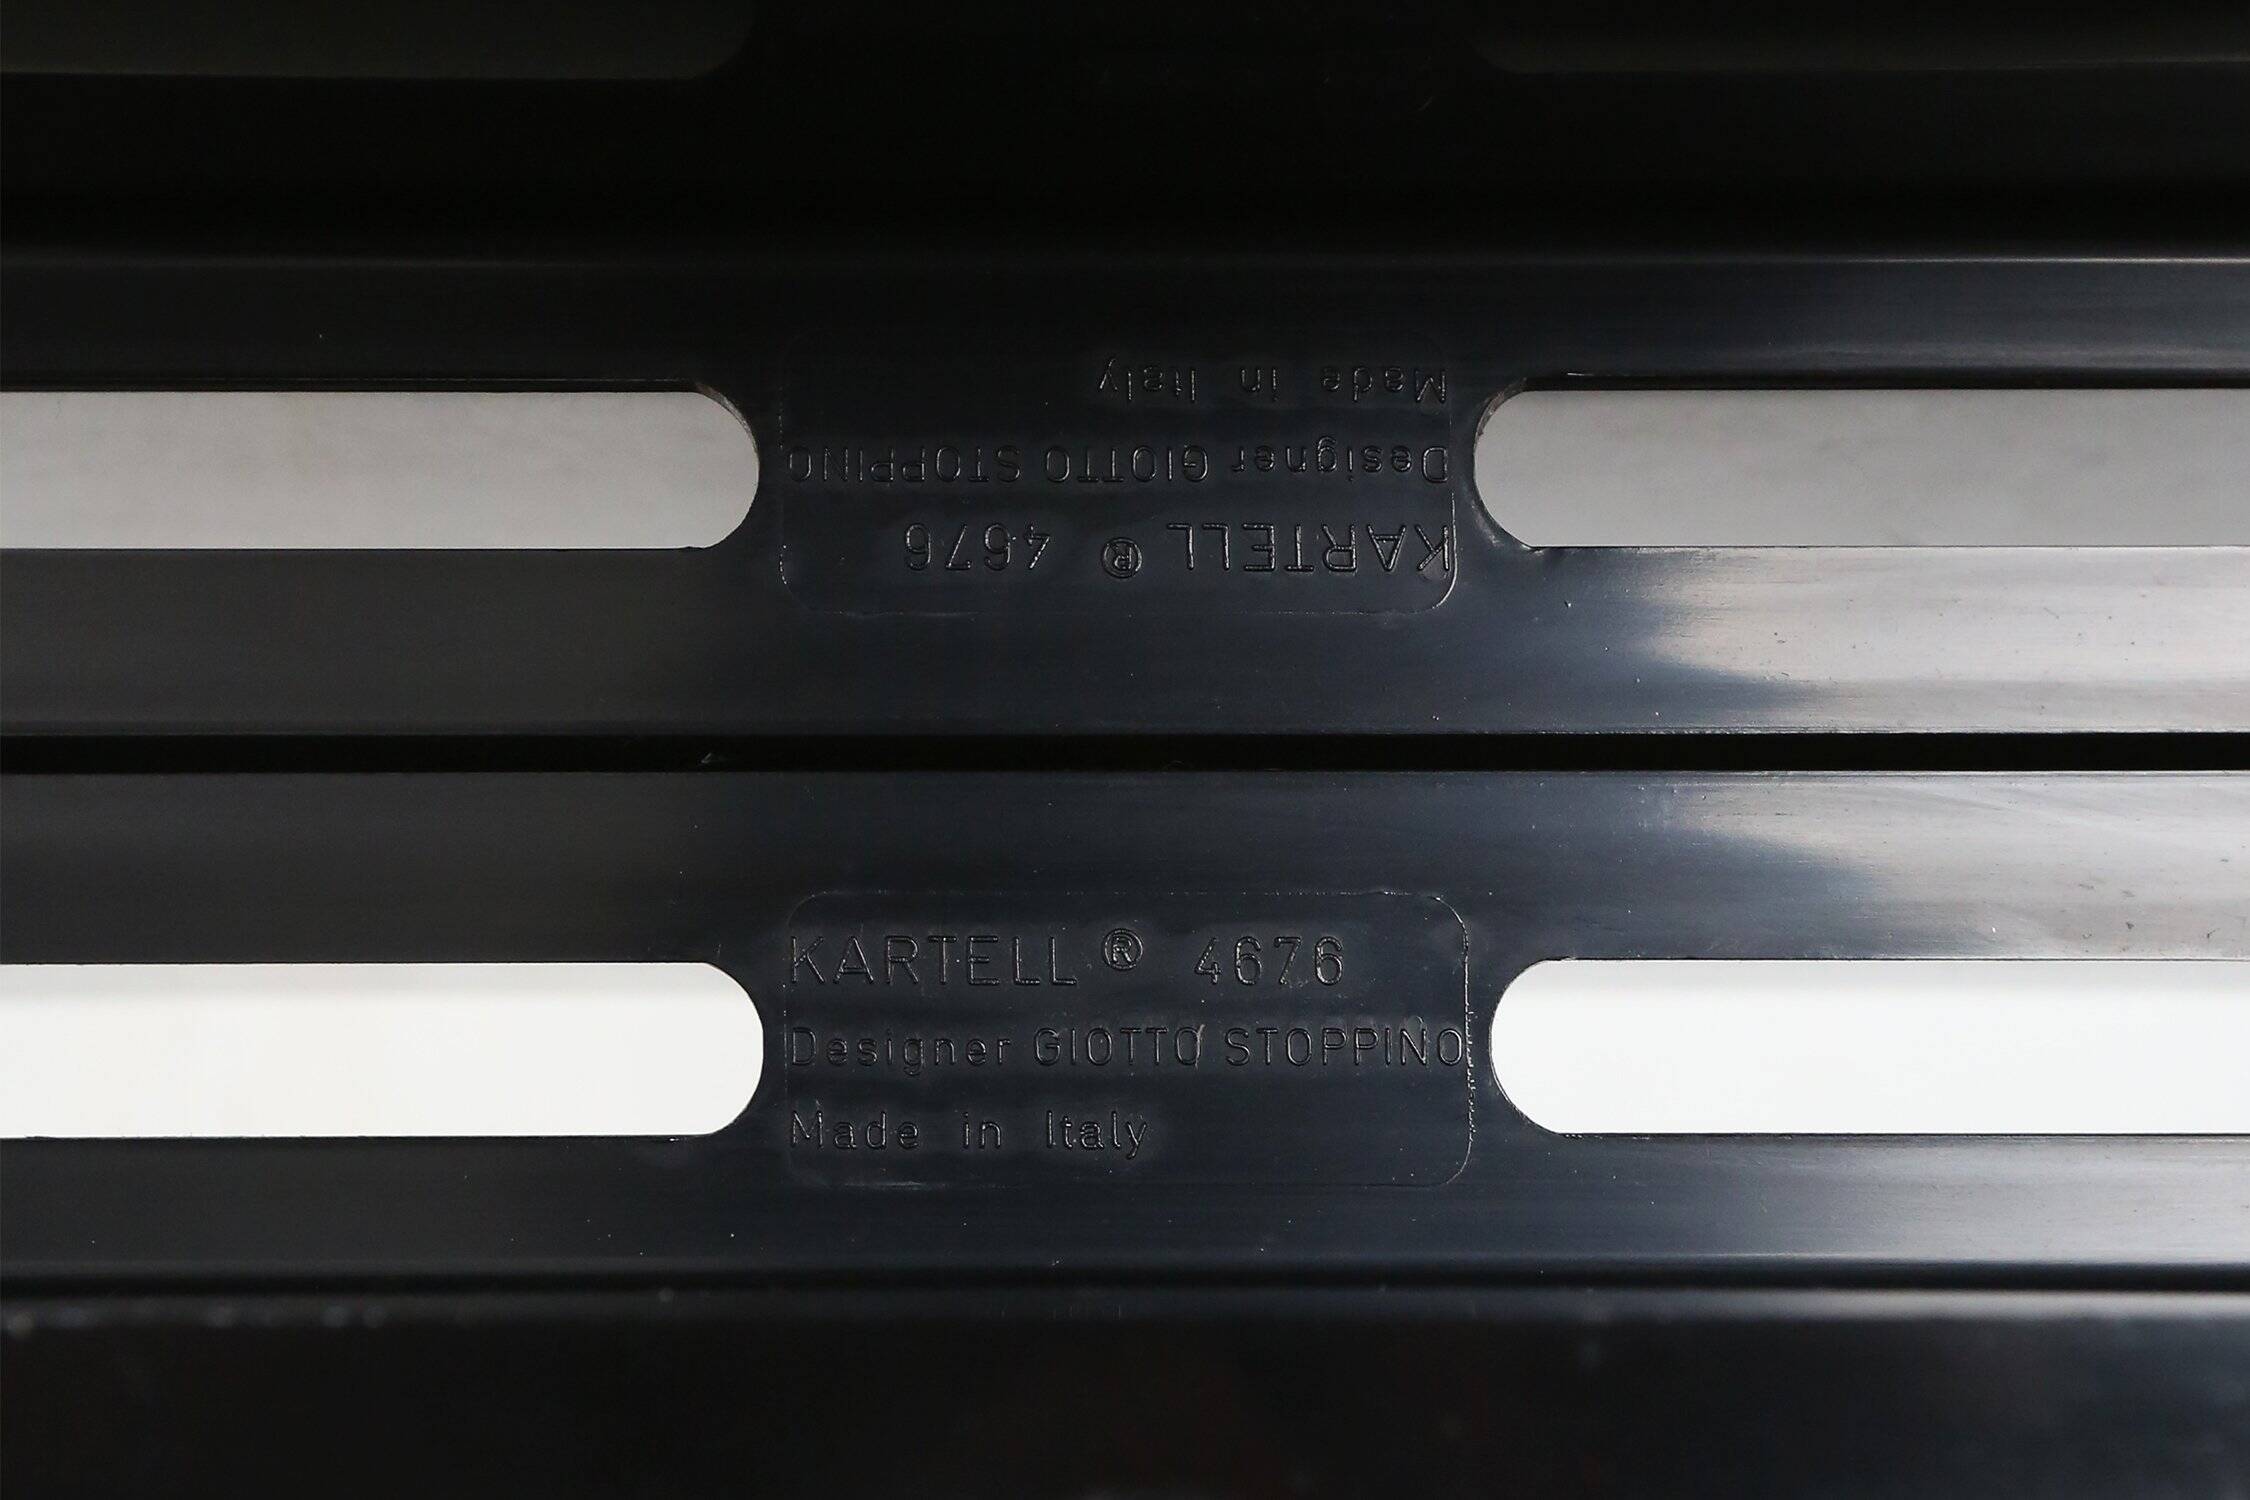 Made in Italy
Designer GIOTTO STOPPINO
KARTELL ® 4676
KARTELL ® 4676
Designer GIOTTO STOPPINO
Made in Italy